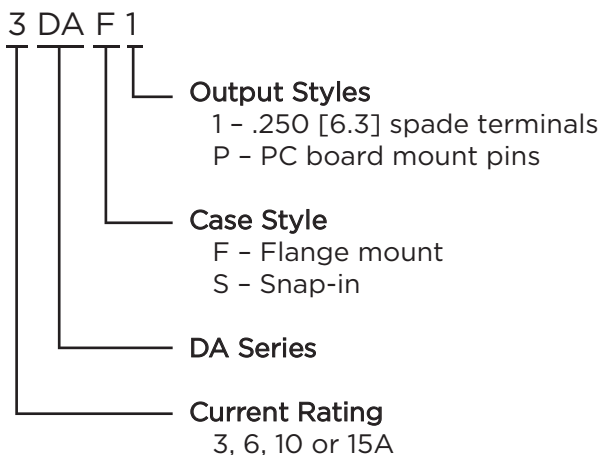 3 DA F 1
Output Styles
1 – .250 [6.3] spade terminals
P – PC board mount pins
Case Style
F – Flange mount
S – Snap-in
DA Series
Current Rating
3, 6, 10 or 15A